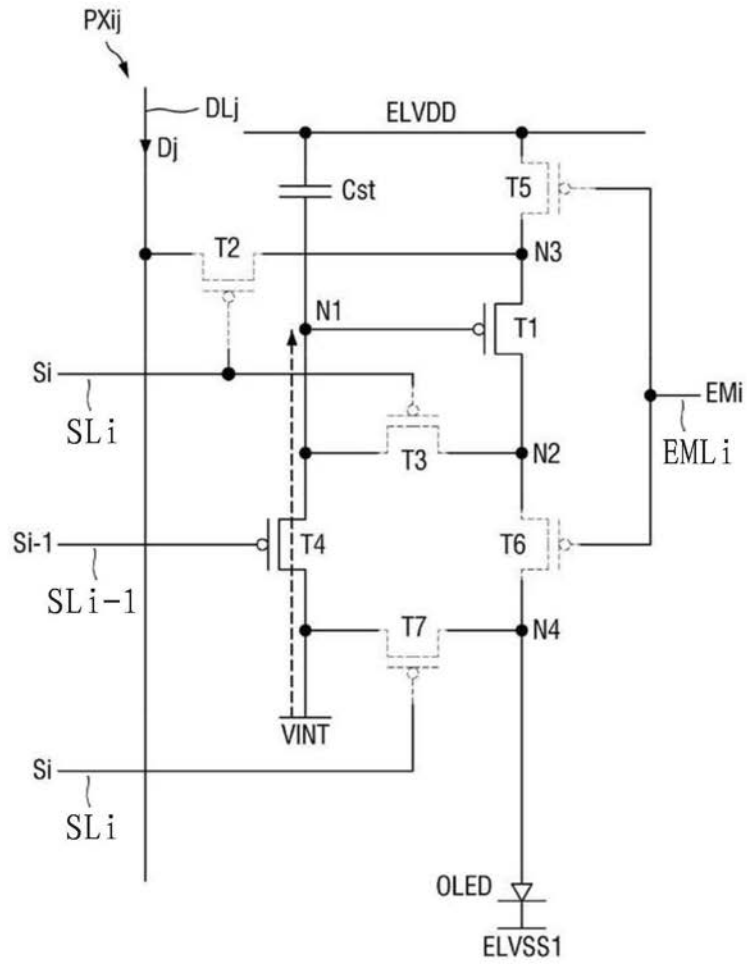 PXij
DLj
ELVDD
Dj
Cst
T5
T2
N3
N1
T1
Si
SLi
EMi
EMLi
T3
N2
Si-1
SLi-1
T4
T6
T7
N4
VINT
Si
SLi
OLED
ELVSS1